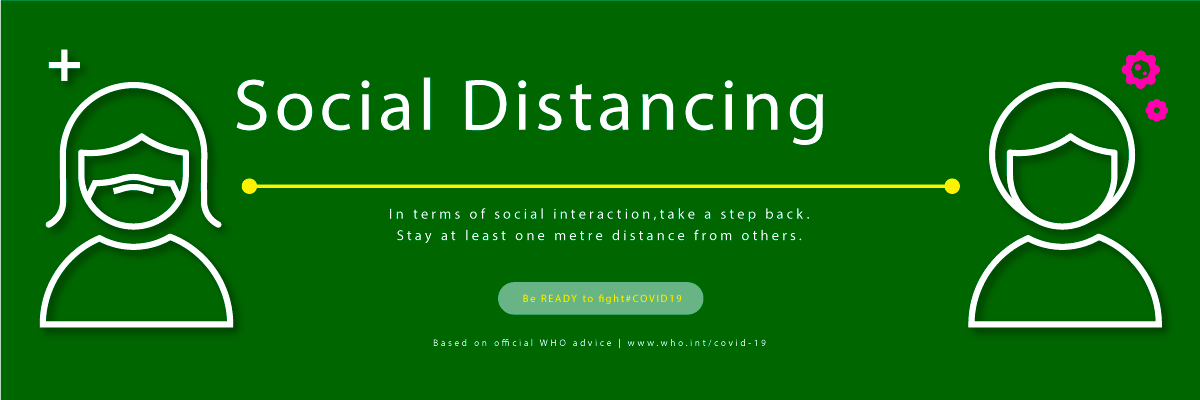 Social Distancing
In terms of social interaction,take a step back.
Stay at least one metre distance from others.
Be READY to fight#COVID19
Based on official WHO advice | www.who.int/covid-19